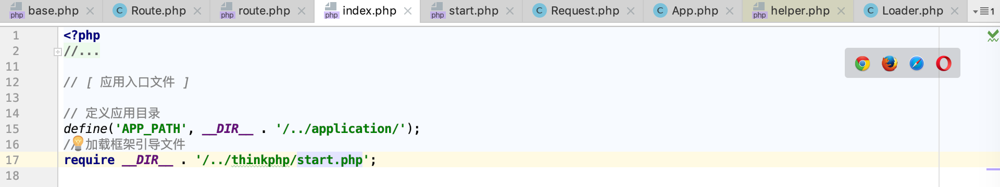 base.php Route.php route.php index.php start.php Request.php App.php helper.php Loader.php 1
1 <?php
2 //...
11
12 // [ 应用入口文件 ]
13
14 // 定义应用目录
15 define('APP_PATH', __DIR__ . '/../application/');
16 // 加载框架引导文件
17 require __DIR__ . '/../thinkphp/start.php';
18